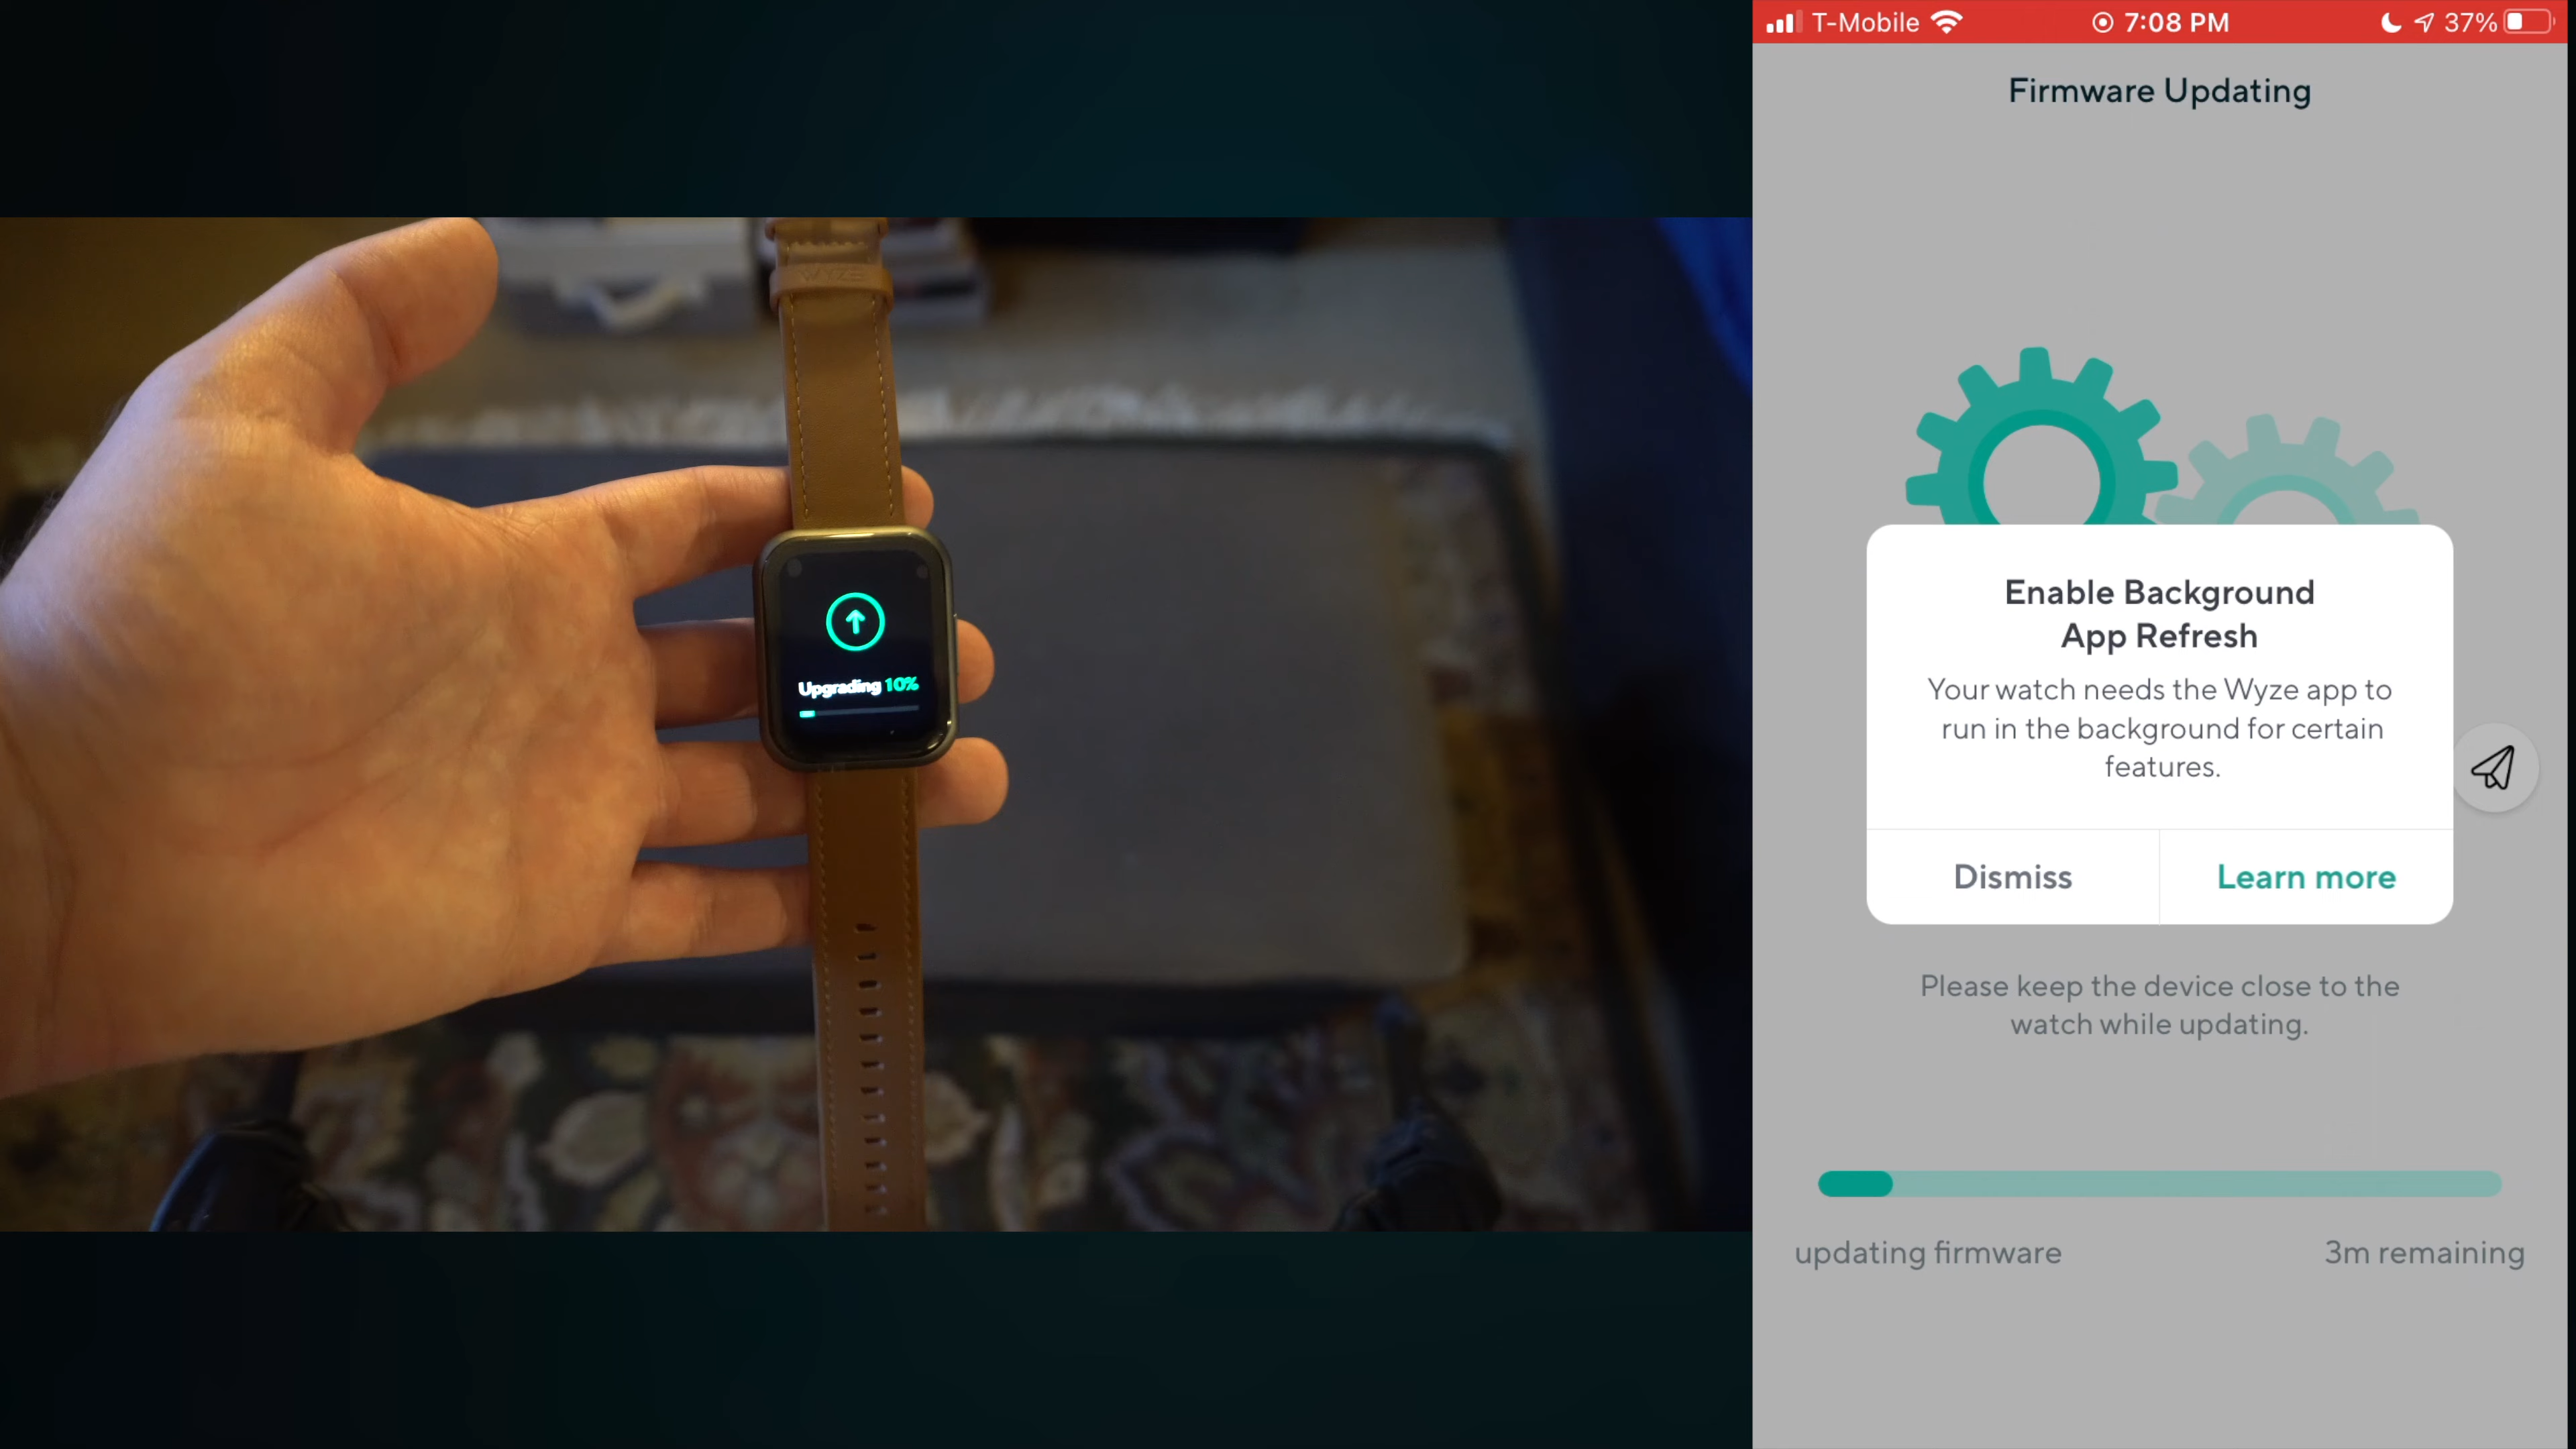 WYZE
Upgrading 10%
T-Mobile 7:08 PM 37%
Firmware Updating
Enable Background
App Refresh
Your watch needs the Wyze app to
run in the background for certain
features.
Dismiss Learn more
Please keep the device close to the
watch while updating.
updating firmware 3m remaining